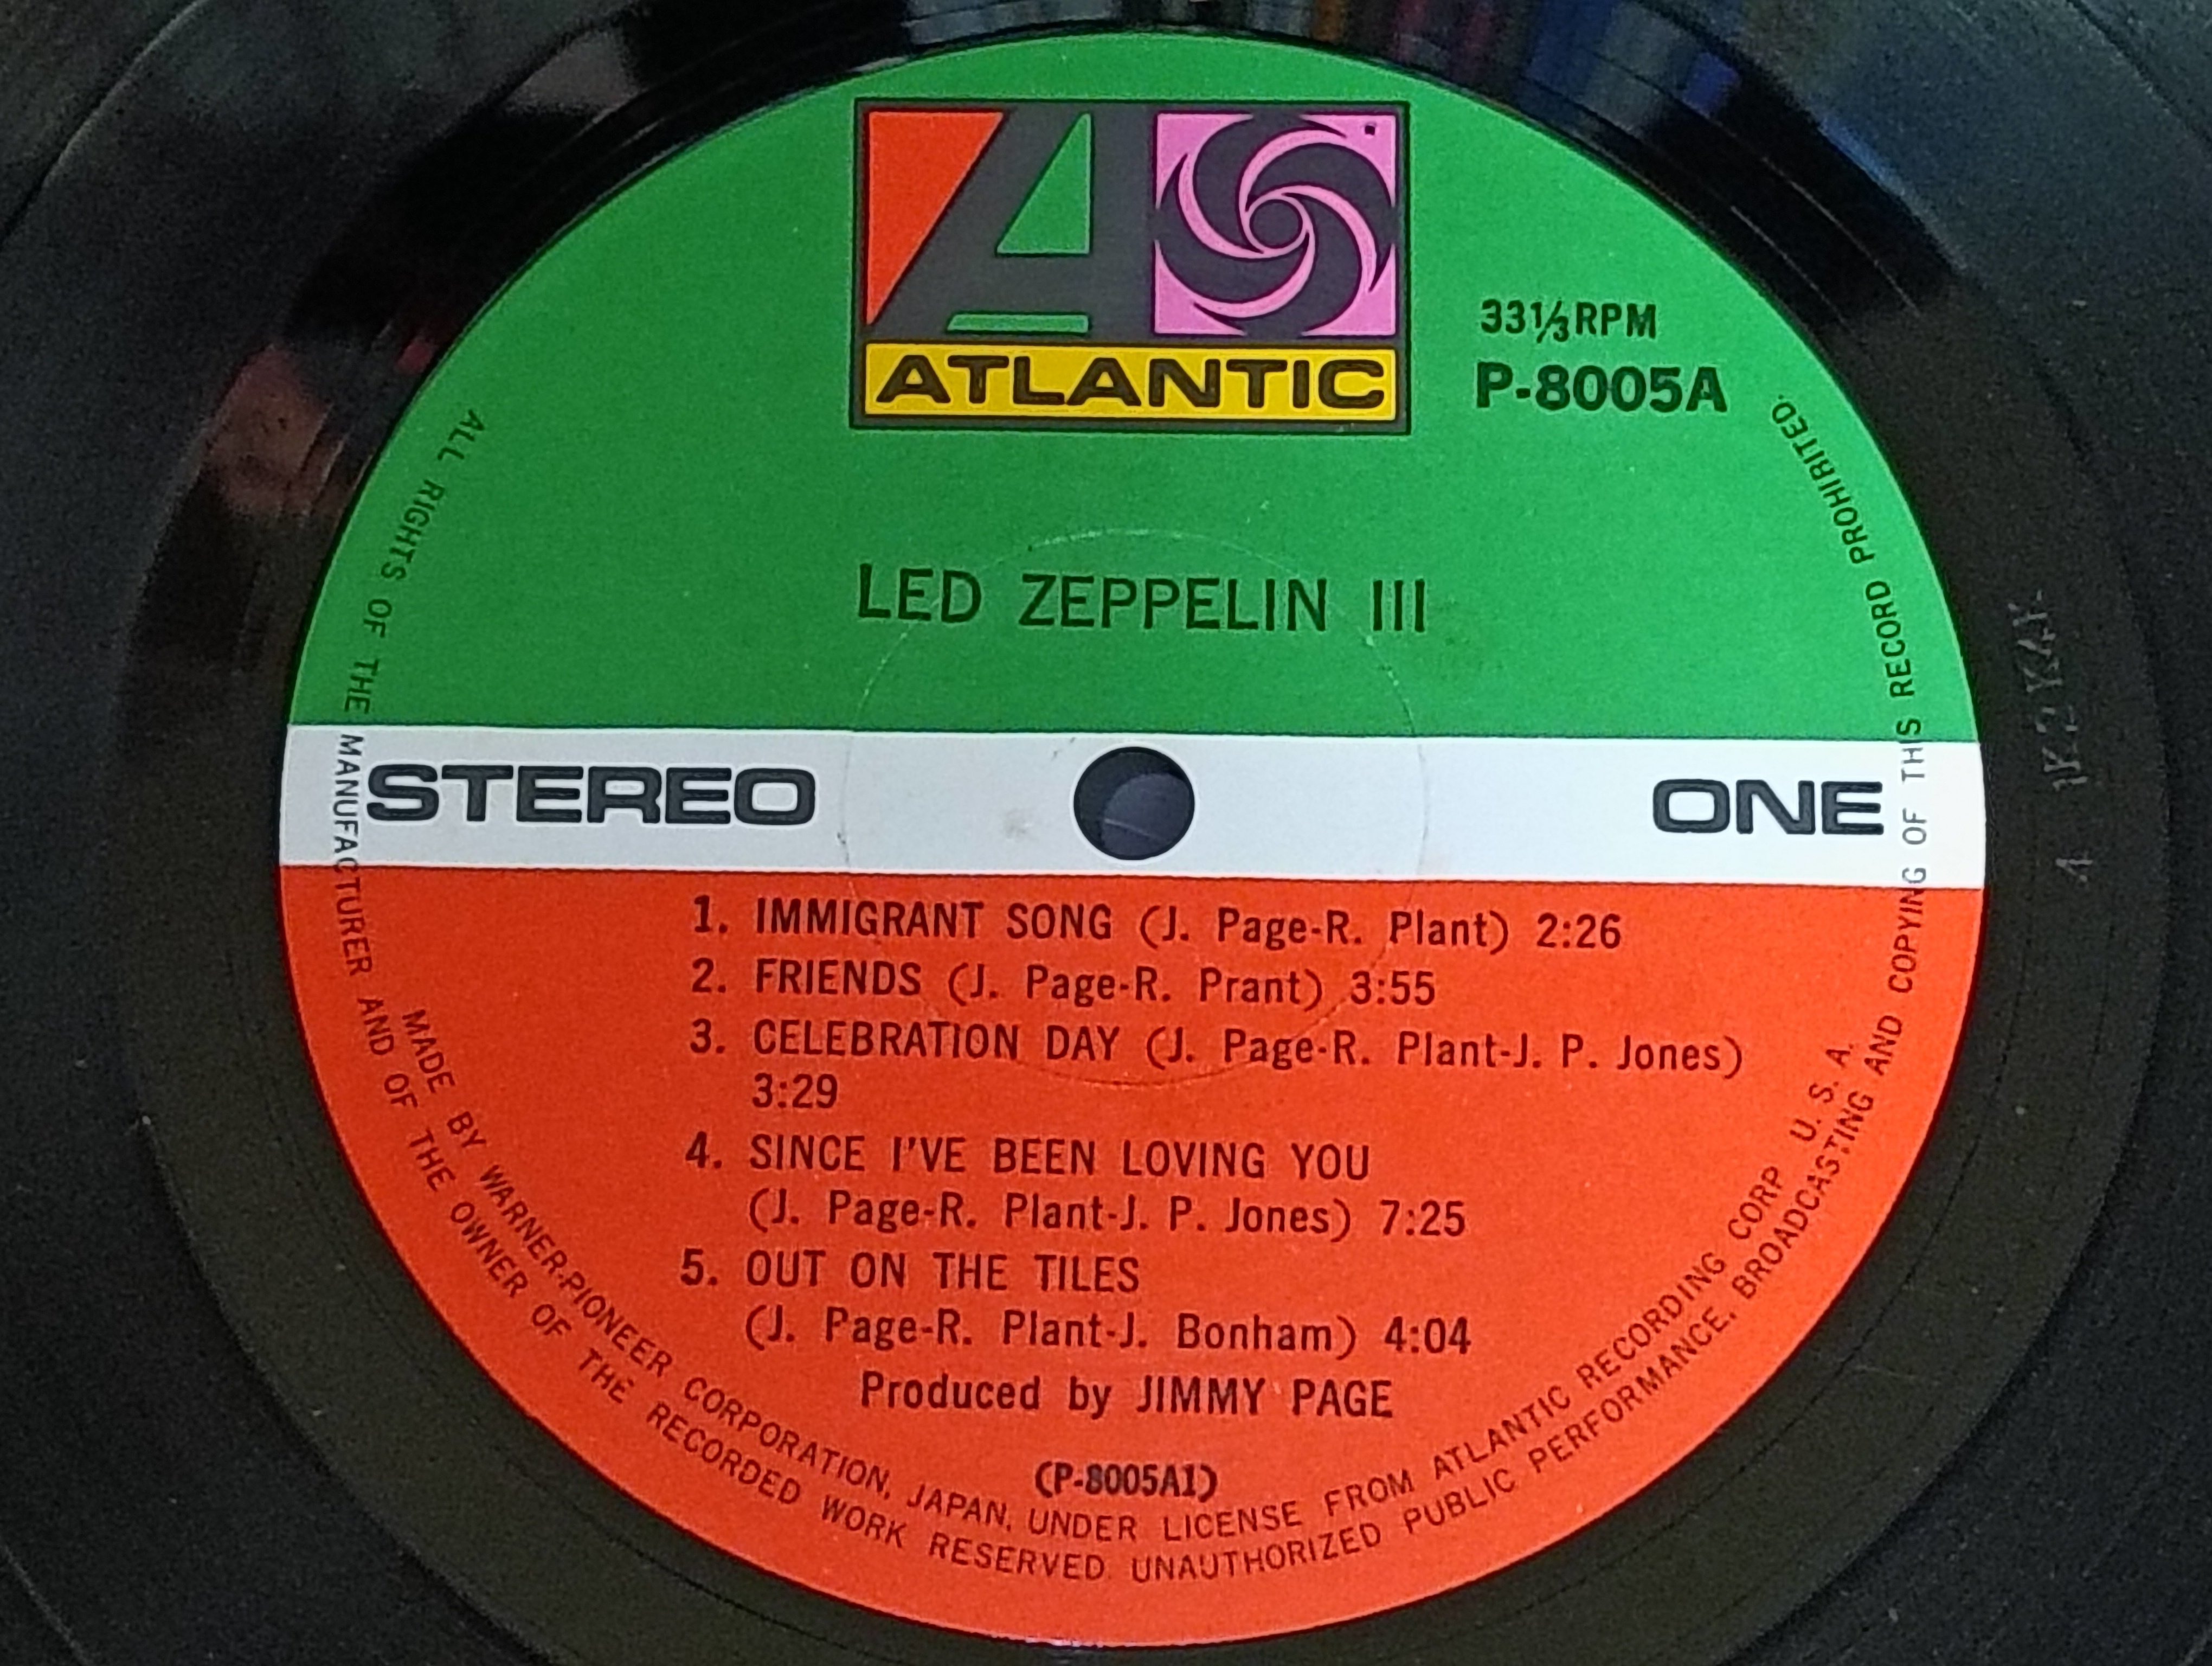 ATLANTIC
33⅓RPM
P-8005A
LED ZEPPELIN III
STEREO
ONE
1. IMMIGRANT SONG (J. Page-R. Plant) 2:26
2. FRIENDS (J. Page-R. Prant) 3:55
3. CELEBRATION DAY (J. Page-R. Plant-J. P. Jones)
3:29
4. SINCE I'VE BEEN LOVING YOU
(J. Page-R. Plant-J. P. Jones) 7:25
5. OUT ON THE TILES
(J. Page-R. Plant-J. Bonham) 4:04
Produced by JIMMY PAGE
(P-8005A1)
MADE BY WARNER-PIONEER CORPORATION, JAPAN, UNDER LICENSE FROM ATLANTIC RECORDING CORP U. S. A.
ALL RIGHTS OF THE MANUFACTURER AND OF THE OWNER OF THE RECORDED WORK RESERVED. UNAUTHORIZED PUBLIC PERFORMANCE, BROADCASTING AND COPYING OF THIS RECORD PROHIBITED.